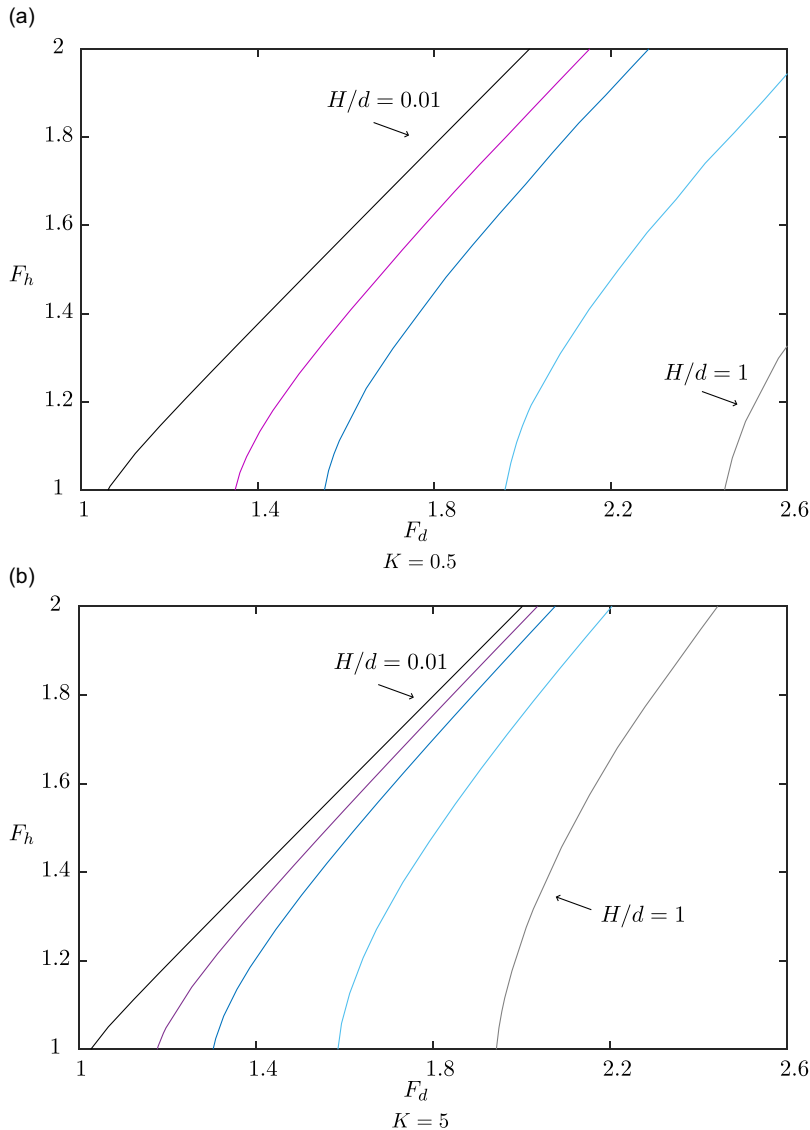 (a)
2
H/d = 0.01
1.8
1.6
F_h
1.4
H/d = 1
1.2
1
1 1.4 1.8 2.2 2.6
F_d
K = 0.5
(b)
2
H/d = 0.01
1.8
1.6
F_h
1.4
H/d = 1
1.2
1
1 1.4 1.8 2.2 2.6
F_d
K = 5